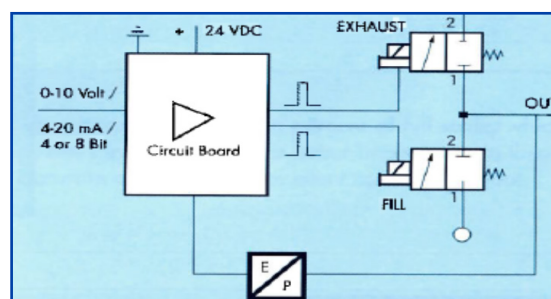 + 24 VDC
EXHAUST
2
1
0-10 Volt /
4-20 mA /
4 or 8 Bit
Circuit Board
OU
2
1
FILL
E
P